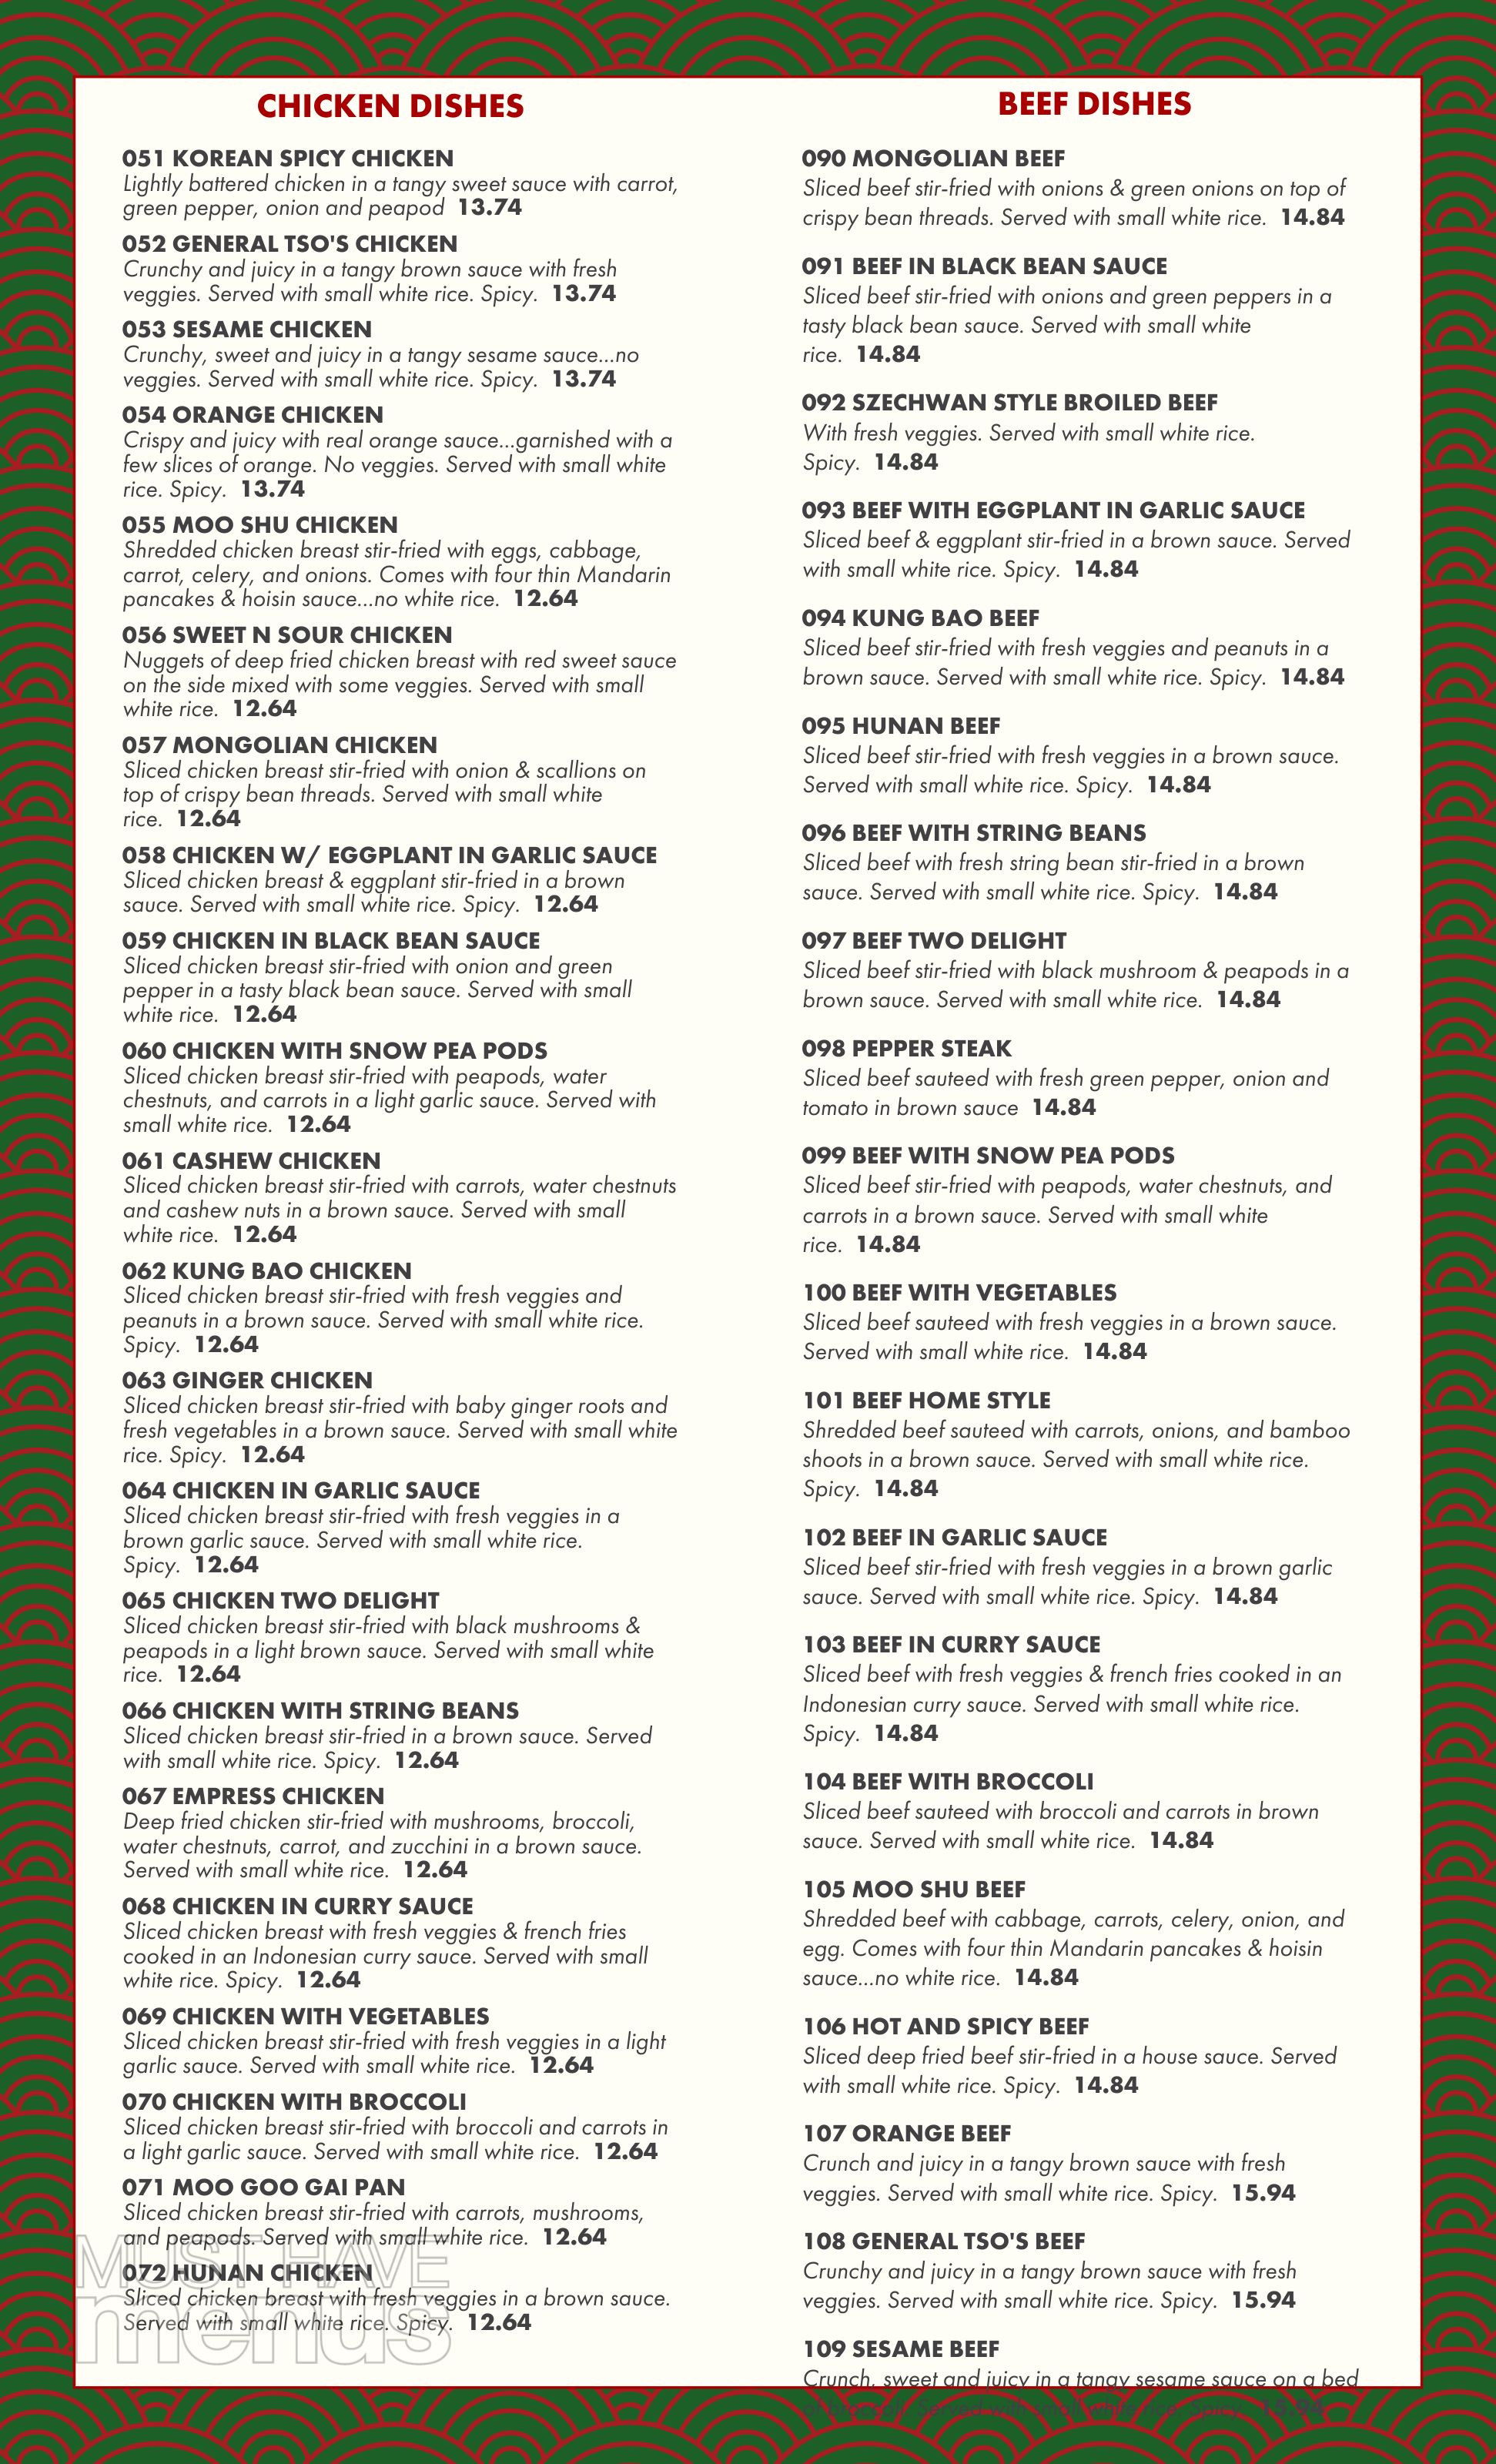 CHICKEN DISHES
051 KOREAN SPICY CHICKEN
Lightly battered chicken in a tangy sweet sauce with carrot,
green pepper, onion and peapod 13.74
052 GENERAL TSO'S CHICKEN
Crunchy and juicy in a tangy brown sauce with fresh
veggies. Served with small white rice. Spicy. 13.74
053 SESAME CHICKEN
Crunchy, sweet and juicy in a tangy sesame sauce...no
veggies. Served with small white rice. Spicy. 13.74
054 ORANGE CHICKEN
Crispy and juicy with real orange sauce...garnished with a
few slices of orange. No veggies. Served with small white
rice. Spicy. 13.74
055 MOO SHU CHICKEN
Shredded chicken breast stir-fried with eggs, cabbage,
carrot, celery, and onions. Comes with four thin Mandarin
pancakes & hoisin sauce...no white rice. 12.64
056 SWEET N SOUR CHICKEN
Nuggets of deep fried chicken breast with red sweet sauce
on the side mixed with some veggies. Served with small
white rice. 12.64
057 MONGOLIAN CHICKEN
Sliced chicken breast stir-fried with onion & scallions on
top of crispy bean threads. Served with small white
rice. 12.64
058 CHICKEN W/ EGGPLANT IN GARLIC SAUCE
Sliced chicken breast & eggplant stir-fried in a brown
sauce. Served with small white rice. Spicy. 12.64
059 CHICKEN IN BLACK BEAN SAUCE
Sliced chicken breast stir-fried with onion and green
pepper in a tasty black bean sauce. Served with small
white rice. 12.64
060 CHICKEN WITH SNOW PEA PODS
Sliced chicken breast stir-fried with peapods, water
chestnuts, and carrots in a light garlic sauce. Served with
small white rice. 12.64
061 CASHEW CHICKEN
Sliced chicken breast stir-fried with carrots, water chestnuts
and cashew nuts in a brown sauce. Served with small
white rice. 12.64
062 KUNG BAO CHICKEN
Sliced chicken breast stir-fried with fresh veggies and
peanuts in a brown sauce. Served with small white rice.
Spicy. 12.64
063 GINGER CHICKEN
Sliced chicken breast stir-fried with baby ginger roots and
fresh vegetables in a brown sauce. Served with small white
rice. Spicy. 12.64
064 CHICKEN IN GARLIC SAUCE
Sliced chicken breast stir-fried with fresh veggies in a
brown garlic sauce. Served with small white rice.
Spicy. 12.64
065 CHICKEN TWO DELIGHT
Sliced chicken breast stir-fried with black mushrooms &
peapods in a light brown sauce. Served with small white
rice. 12.64
066 CHICKEN WITH STRING BEANS
Sliced chicken breast stir-fried in a brown sauce. Served
with small white rice. Spicy. 12.64
067 EMPRESS CHICKEN
Deep fried chicken stir-fried with mushrooms, broccoli,
water chestnuts, carrot, and zucchini in a brown sauce.
Served with small white rice. 12.64
068 CHICKEN IN CURRY SAUCE
Sliced chicken breast with fresh veggies & french fries
cooked in an Indonesian curry sauce. Served with small
white rice. Spicy. 12.64
069 CHICKEN WITH VEGETABLES
Sliced chicken breast stir-fried with fresh veggies in a light
garlic sauce. Served with small white rice. 12.64
070 CHICKEN WITH BROCCOLI
Sliced chicken breast stir-fried with broccoli and carrots in
a light garlic sauce. Served with small white rice. 12.64
071 MOO GOO GAI PAN
Sliced chicken breast stir-fried with carrots, mushrooms,
and peapods. Served with small white rice. 12.64
072 HUNAN CHICKEN
Sliced chicken breast with fresh veggies in a brown sauce.
Served with small white rice. Spicy. 12.64
MUST HAVE
menus
BEEF DISHES
090 MONGOLIAN BEEF
Sliced beef stir-fried with onions & green onions on top of
crispy bean threads. Served with small white rice. 14.84
091 BEEF IN BLACK BEAN SAUCE
Sliced beef stir-fried with onions and green peppers in a
tasty black bean sauce. Served with small white
rice. 14.84
092 SZECHWAN STYLE BROILED BEEF
With fresh veggies. Served with small white rice.
Spicy. 14.84
093 BEEF WITH EGGPLANT IN GARLIC SAUCE
Sliced beef & eggplant stir-fried in a brown sauce. Served
with small white rice. Spicy. 14.84
094 KUNG BAO BEEF
Sliced beef stir-fried with fresh veggies and peanuts in a
brown sauce. Served with small white rice. Spicy. 14.84
095 HUNAN BEEF
Sliced beef stir-fried with fresh veggies in a brown sauce.
Served with small white rice. Spicy. 14.84
096 BEEF WITH STRING BEANS
Sliced beef with fresh string bean stir-fried in a brown
sauce. Served with small white rice. Spicy. 14.84
097 BEEF TWO DELIGHT
Sliced beef stir-fried with black mushroom & peapods in a
brown sauce. Served with small white rice. 14.84
098 PEPPER STEAK
Sliced beef sauteed with fresh green pepper, onion and
tomato in brown sauce 14.84
099 BEEF WITH SNOW PEA PODS
Sliced beef stir-fried with peapods, water chestnuts, and
carrots in a brown sauce. Served with small white
rice. 14.84
100 BEEF WITH VEGETABLES
Sliced beef sauteed with fresh veggies in a brown sauce.
Served with small white rice. 14.84
101 BEEF HOME STYLE
Shredded beef sauteed with carrots, onions, and bamboo
shoots in a brown sauce. Served with small white rice.
Spicy. 14.84
102 BEEF IN GARLIC SAUCE
Sliced beef stir-fried with fresh veggies in a brown garlic
sauce. Served with small white rice. Spicy. 14.84
103 BEEF IN CURRY SAUCE
Sliced beef with fresh veggies & french fries cooked in an
Indonesian curry sauce. Served with small white rice.
Spicy. 14.84
104 BEEF WITH BROCCOLI
Sliced beef sauteed with broccoli and carrots in brown
sauce. Served with small white rice. 14.84
105 MOO SHU BEEF
Shredded beef with cabbage, carrots, celery, onion, and
egg. Comes with four thin Mandarin pancakes & hoisin
sauce...no white rice. 14.84
106 HOT AND SPICY BEEF
Sliced deep fried beef stir-fried in a house sauce. Served
with small white rice. Spicy. 14.84
107 ORANGE BEEF
Crunch and juicy in a tangy brown sauce with fresh
veggies. Served with small white rice. Spicy. 15.94
108 GENERAL TSO'S BEEF
Crunchy and juicy in a tangy brown sauce with fresh
veggies. Served with small white rice. Spicy. 15.94
109 SESAME BEEF
Crunch, sweet and juicy in a tangy sesame sauce on a bed
of broccoli. Served with small white rice. Spicy.